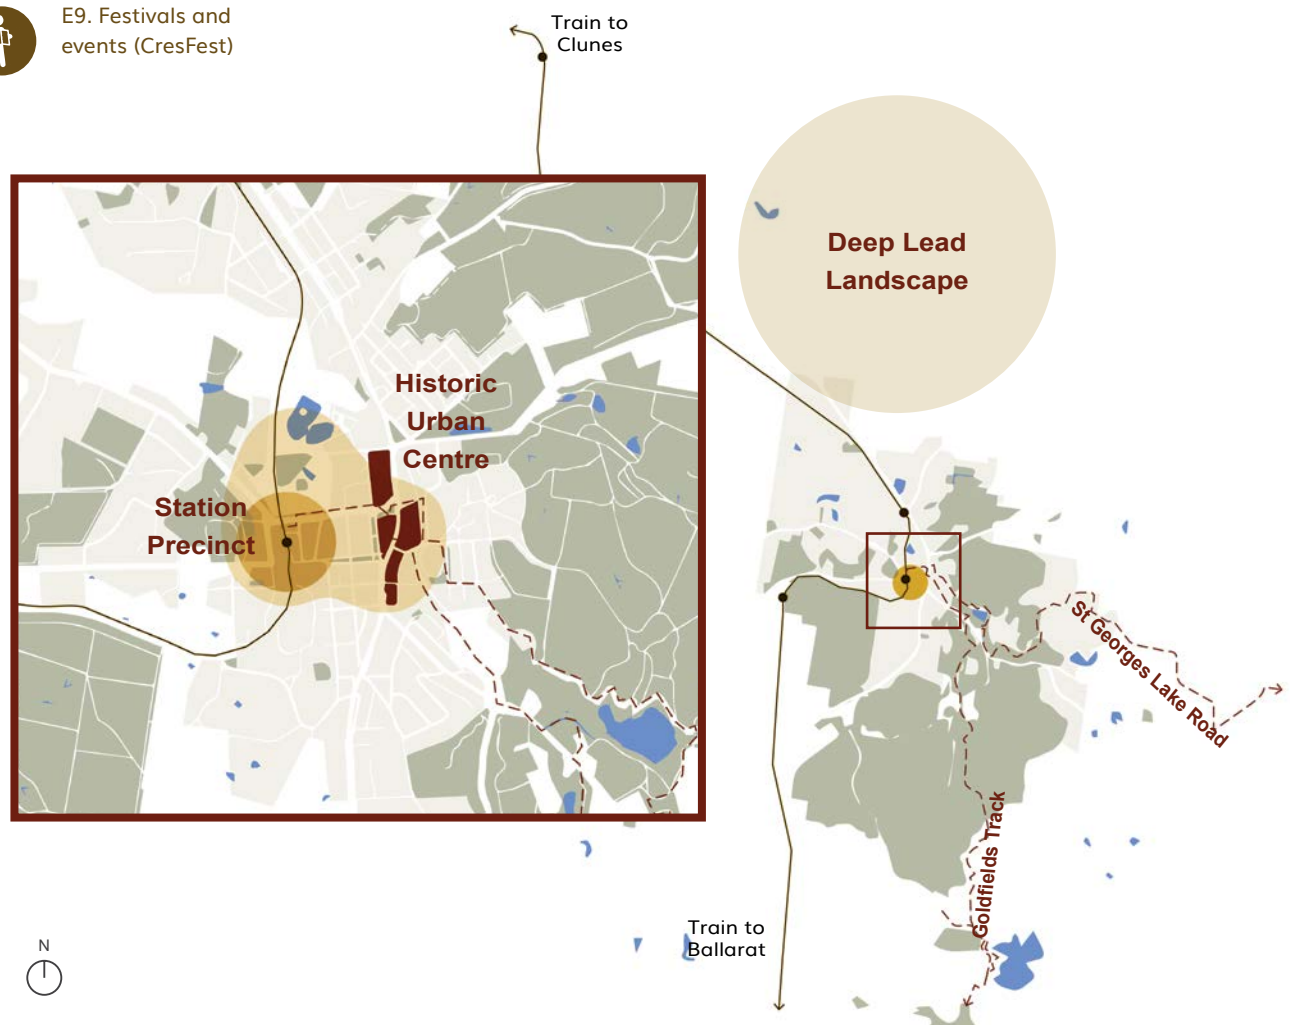 E9. Festivals and
events (CresFest)
Train to
Clunes
Deep Lead
Landscape
Historic
Urban
Centre
Station
Precinct
St Georges Lake Road
Goldfields Track
Train to
Ballarat
N